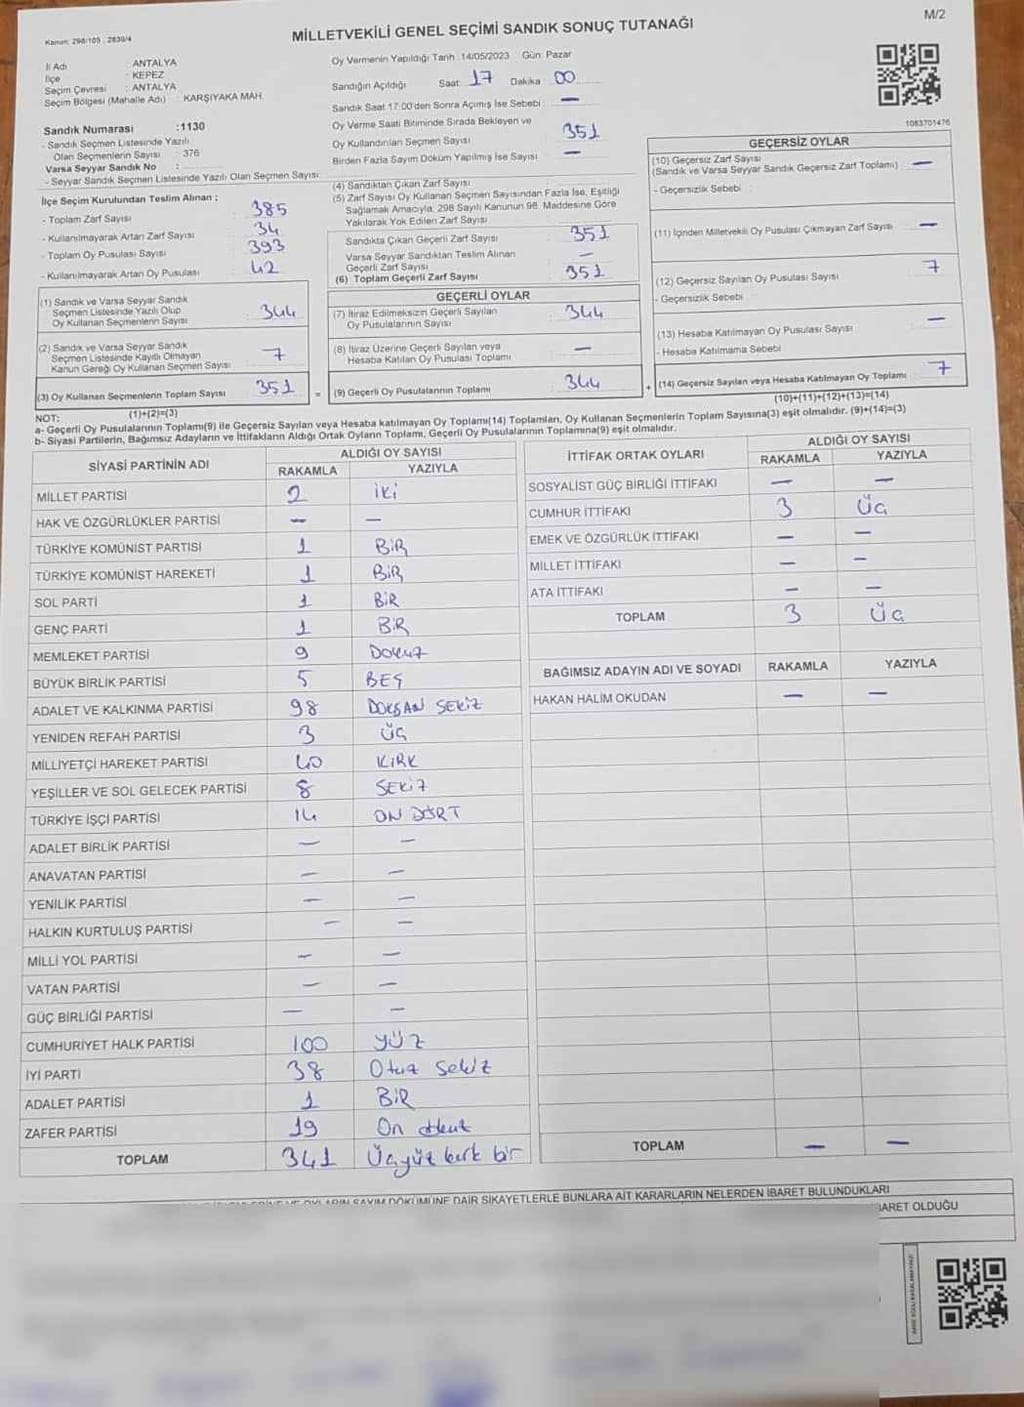 M/2
Kanun: 298/105 , 2839/4
MİLLETVEKİLİ GENEL SEÇİMİ SANDIK SONUÇ TUTANAĞI
İl Adı : ANTALYA
İlçe : KEPEZ
Seçim Çevresi : ANTALYA
Seçim Bölgesi (Mahalle Adı) : KARŞIYAKA MAH.
Oy Vermenin Yapıldığı Tarih :14/05/2023 Gün: Pazar
Sandığın Açıldığı Saat: 17 Dakika : 00
Sandık Saat 17:00'den Sonra Açımış İse Sebebi : —
Oy Verme Saati Bitiminde Sırada Bekleyen ve
Oy Kullandırılan Seçmen Sayısı : 351
Birden Fazla Sayım Döküm Yapılmış İse Sayısı : —
1083701476
Sandık Numarası :1130
- Sandık Seçmen Listesinde Yazılı
Olan Seçmenlerin Sayısı : 376
Varsa Seyyar Sandık No :
- Seyyar Sandık Seçmen Listesinde Yazılı Olan Seçmen Sayısı:
İlçe Seçim Kurulundan Teslim Alınan :
- Toplam Zarf Sayısı : 385
- Kullanılmayarak Artan Zarf Sayısı : 34
- Toplam Oy Pusulası : 393
- Kullanılmayarak Artan Oy Pusulası : 42
(4) Sandıktan Çıkan Zarf Sayısı
(5) Zarf Sayısı Oy Kullanan Seçmen Sayısından Fazla İse, Eşitliği
Sağlamak Amacıyla, 298 Sayılı Kanunun 98. Maddesine Göre
Yakılarak Yok Edilen Zarf Sayısı
Sandıkta Çıkan Geçerli Zarf Sayısı : 351
Varsa Seyyar Sandıktan Teslim Alınan
Geçerli Zarf Sayısı : —
(6) Toplam Geçerli Zarf Sayısı : 351
GEÇERSİZ OYLAR
(10) Geçersiz Zarf Sayısı
(Sandık ve Varsa Seyyar Sandık Geçersiz Zarf Toplamı) : —
- Geçersizlik Sebebi :
(11) İçinden Milletvekili Oy Pusulası Çıkmayan Zarf Sayısı : —
(12) Geçersiz Sayılan Oy Pusulası Sayısı : 7
- Geçersizlik Sebebi :
(13) Hesaba Katılmayan Oy Pusulası Sayısı : —
- Hesaba Katılmama Sebebi :
(14) Geçersiz Sayılan veya Hesaba Katılmayan Oy Toplamı : 7
(10)+(11)+(12)+(13)=(14)
(1) Sandık ve Varsa Seyyar Sandık
Seçmen Listesinde Yazılı Olup
Oy Kullanan Seçmenlerin Sayısı : 344
(2) Sandık ve Varsa Seyyar Sandık
Seçmen Listesinde Kayıtlı Olmayan
Kanun Gereği Oy Kullanan Seçmen Sayısı : 7
(3) Oy Kullanan Seçmenlerin Toplam Sayısı : 351 =
(1)+(2)=(3)
GEÇERLİ OYLAR
(7) İtiraz Edilmeksizin Geçerli Sayılan
Oy Pusulalarının Sayısı : 344
(8) İtiraz Üzerine Geçerli Sayılan veya
Hesaba Katılan Oy Pusulası Toplamı : —
(9) Geçerli Oy Pusulalarının Toplamı : 344 +
NOT:
a- Geçerli Oy Pusulalarının Toplamı(9) ile Geçersiz Sayılan veya Hesaba katılmayan Oy Toplamı(14) Toplamları, Oy Kullanan Seçmenlerin Toplam Sayısına(3) eşit olmalıdır. (9)+(14)=(3)
b- Siyasi Partilerin, Bağımsız Adayların ve İttifakların Aldığı Ortak Oyların Toplamı, Geçerli Oy Pusulalarının Toplamına(9) eşit olmalıdır.
SİYASİ PARTİNİN ADI ALDIĞI OY SAYISI
RAKAMLA YAZIYLA
MİLLET PARTİSİ 2 İKİ
HAK VE ÖZGÜRLÜKLER PARTİSİ — —
TÜRKİYE KOMÜNİST PARTİSİ 1 BİR
TÜRKİYE KOMÜNİST HAREKETİ 1 BİR
SOL PARTİ 1 BİR
GENÇ PARTİ 1 BİR
MEMLEKET PARTİSİ 9 Dokuz
BÜYÜK BİRLİK PARTİSİ 5 BEŞ
ADALET VE KALKINMA PARTİSİ 98 DOKSAN SEKİZ
YENİDEN REFAH PARTİSİ 3 ÜÇ
MİLLİYETÇİ HAREKET PARTİSİ 40 KIRK
YEŞİLLER VE SOL GELECEK PARTİSİ 8 SEKİZ
TÜRKİYE İŞÇİ PARTİSİ 14 ON DÖRT
ADALET BİRLİK PARTİSİ — —
ANAVATAN PARTİSİ — —
YENİLİK PARTİSİ — —
HALKIN KURTULUŞ PARTİSİ — —
MİLLİ YOL PARTİSİ — —
VATAN PARTİSİ — —
GÜÇ BİRLİĞİ PARTİSİ — —
CUMHURİYET HALK PARTİSİ 100 YÜZ
İYİ PARTİ 38 Otuz Sekiz
ADALET PARTİSİ 1 BİR
ZAFER PARTİSİ 19 On dokuz
TOPLAM 341 Üçyüz kırk bir
İTTİFAK ORTAK OYLARI ALDIĞI OY SAYISI
RAKAMLA YAZIYLA
SOSYALİST GÜÇ BİRLİĞİ İTTİFAKI — —
CUMHUR İTTİFAKI 3 ÜÇ
EMEK VE ÖZGÜRLÜK İTTİFAKI — —
MİLLET İTTİFAKI — —
ATA İTTİFAKI — —
TOPLAM 3 ÜÇ
BAĞIMSIZ ADAYIN ADI VE SOYADI RAKAMLA YAZIYLA
HAKAN HALİM OKUDAN — —
TOPLAM — —
SAYIM DÖKÜMÜNE DAİR ŞİKAYETLERLE BUNLARA AİT KARARLARIN NELERDEN İBARET BULUNDUKLARI
OLDUĞU